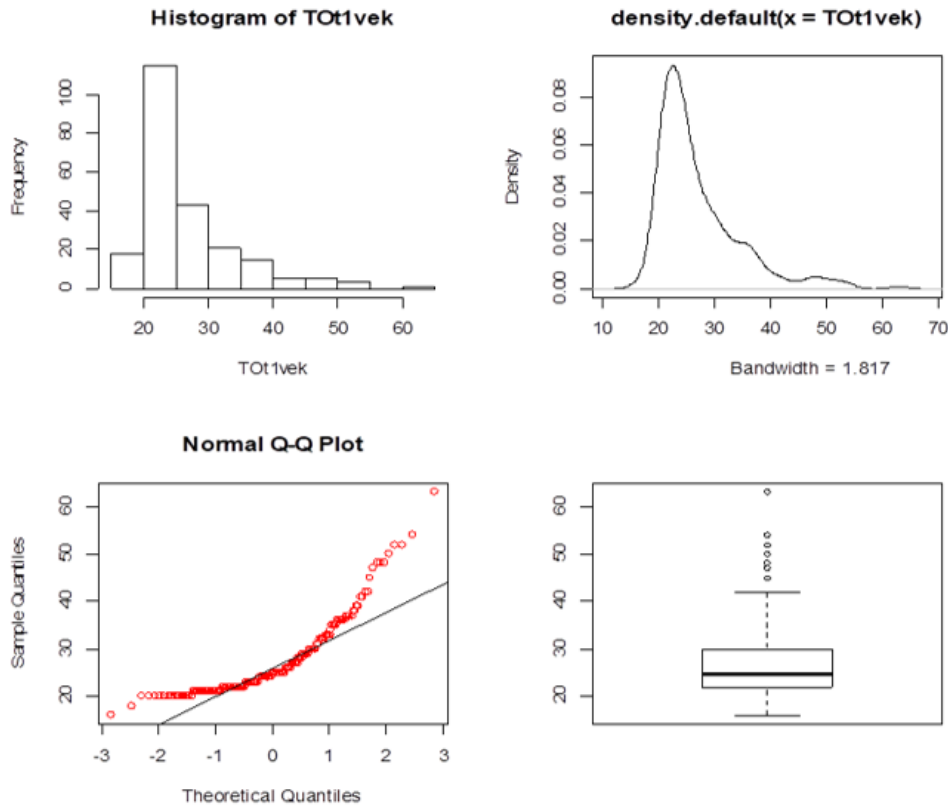 Histogram of TOt1vek
Frequency
0 20 40 60 80 100
20 30 40 50 60
TOt1vek
density.default(x = TOt1vek)
Density
0.00 0.02 0.04 0.06 0.08
10 20 30 40 50 60 70
Bandwidth = 1.817
Normal Q-Q Plot
Sample Quantiles
20 30 40 50 60
-3 -2 -1 0 1 2 3
Theoretical Quantiles
20 30 40 50 60